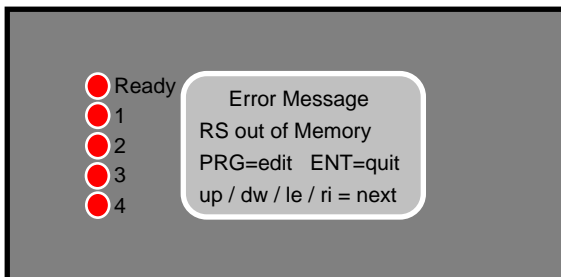 Ready
1
2
3
4
Error Message
RS out of Memory
PRG=edit ENT=quit
up / dw / le / ri = next